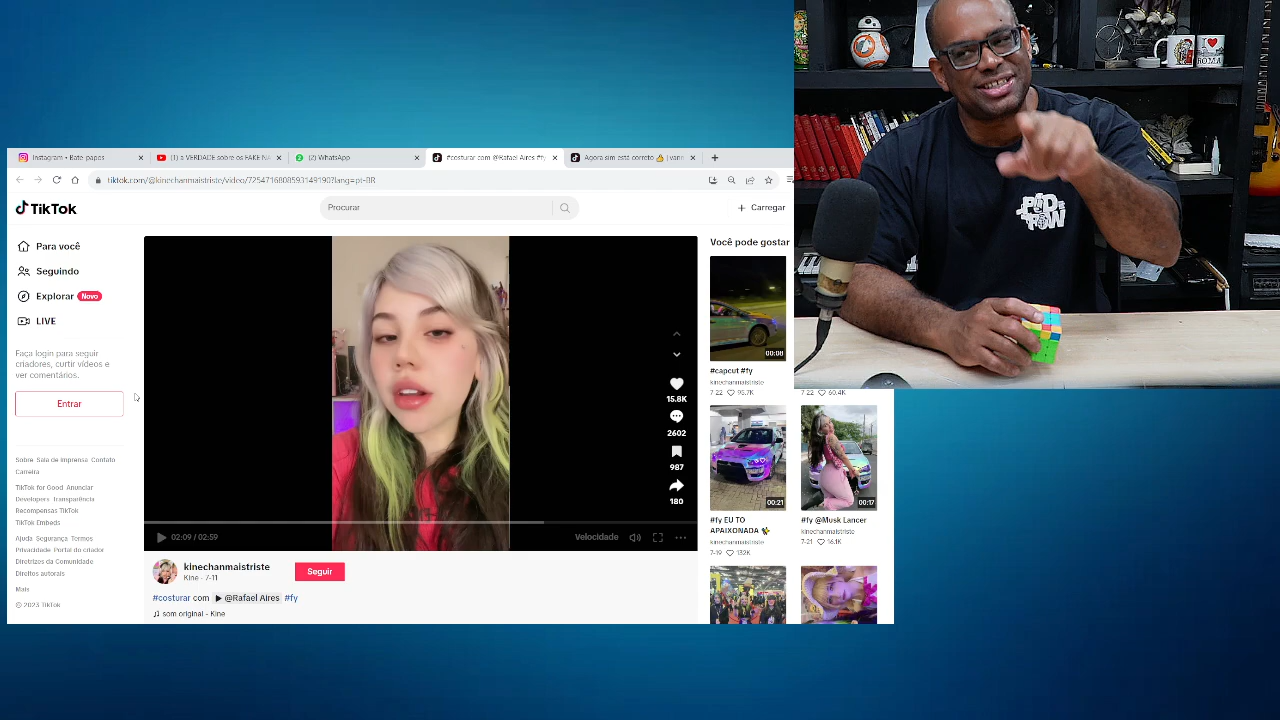 Instagram • Bate-papos
(1) a VERDADE sobre os FAKE NA
(2) WhatsApp
#costurar com @Rafael Aires #fy
Agora sim está correto 👍 | vanr
tiktok.com/@kinechanmaistriste/video/7254716808593149190?lang=pt-BR
TikTok
Procurar
+ Carregar
Para você
Seguindo
Explorar Novo
LIVE
Faça login para seguir
criadores, curtir vídeos e
ver comentários.
Entrar
Sobre Sala de imprensa Contato
Carreira
TikTok for Good Anunciar
Developers Transparência
Recompensas TikTok
TikTok Embeds
Ajuda Segurança Termos
Privacidade Portal do criador
Diretrizes da Comunidade
Direitos autorais
Mais
© 2023 TikTok
15.8K
2602
987
180
02:09 / 02:59
Velocidade
kinechanmaistriste
Kine · 7-11
Seguir
#costurar com ▶ @Rafael Aires #fy
♫ som original - Kine
Você pode gostar
00:08
#capcut #fy
kinechanmaistriste
7-22 95.7K
7-22 60.4K
00:21
#fy EU TO
APAIXONADA
kinechanmaistriste
7-19 132K
00:17
#fy @Musk Lancer
kinechanmaistriste
7-21 16.1K
I ♥
ROMA